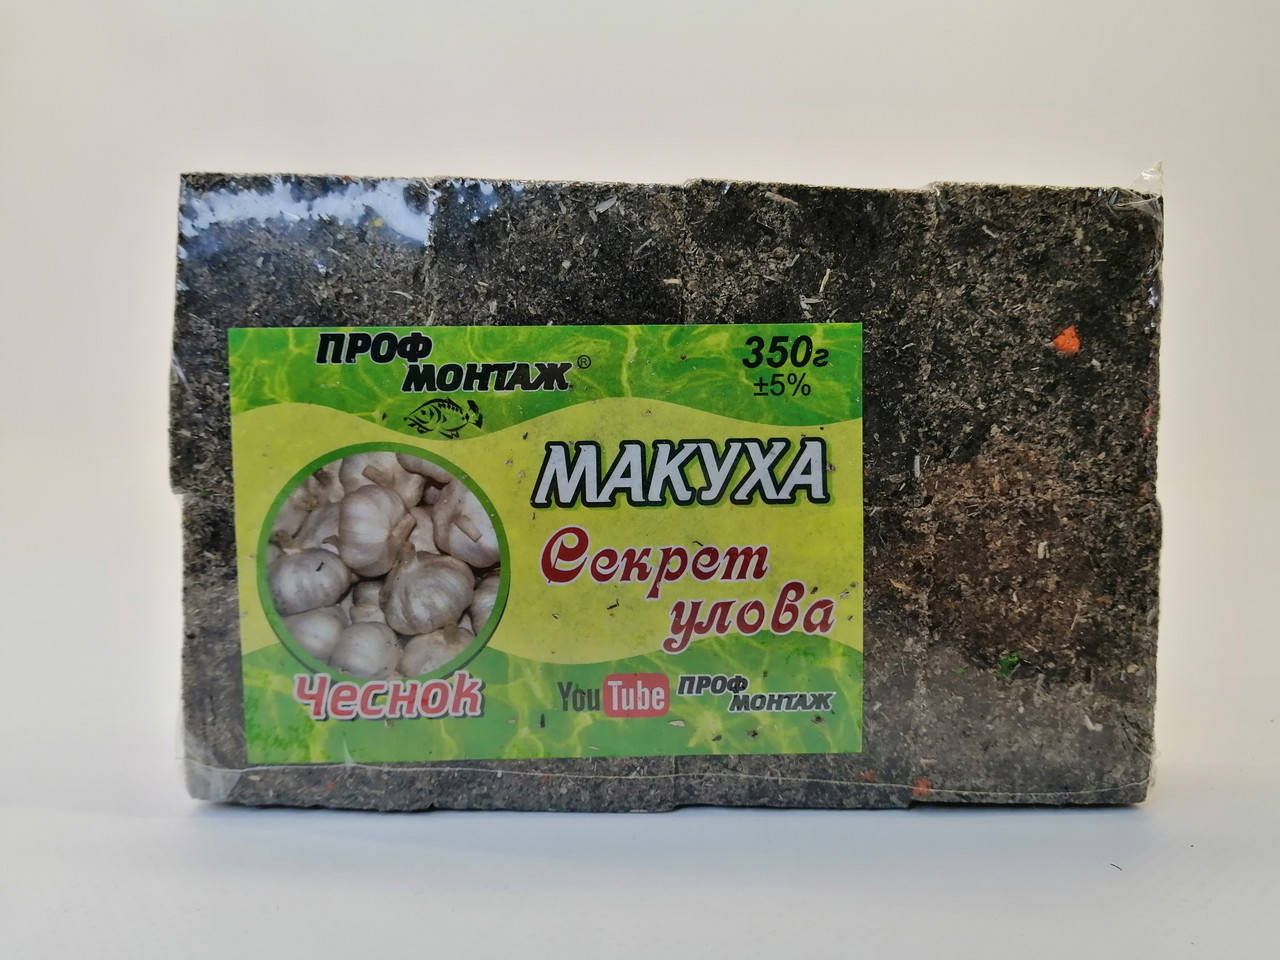 ПРОФ
МОНТАЖ®
350г
±5%
МАКУХА
Секрет
улова
Чеснок
YouTube
ПРОФ
МОНТАЖ